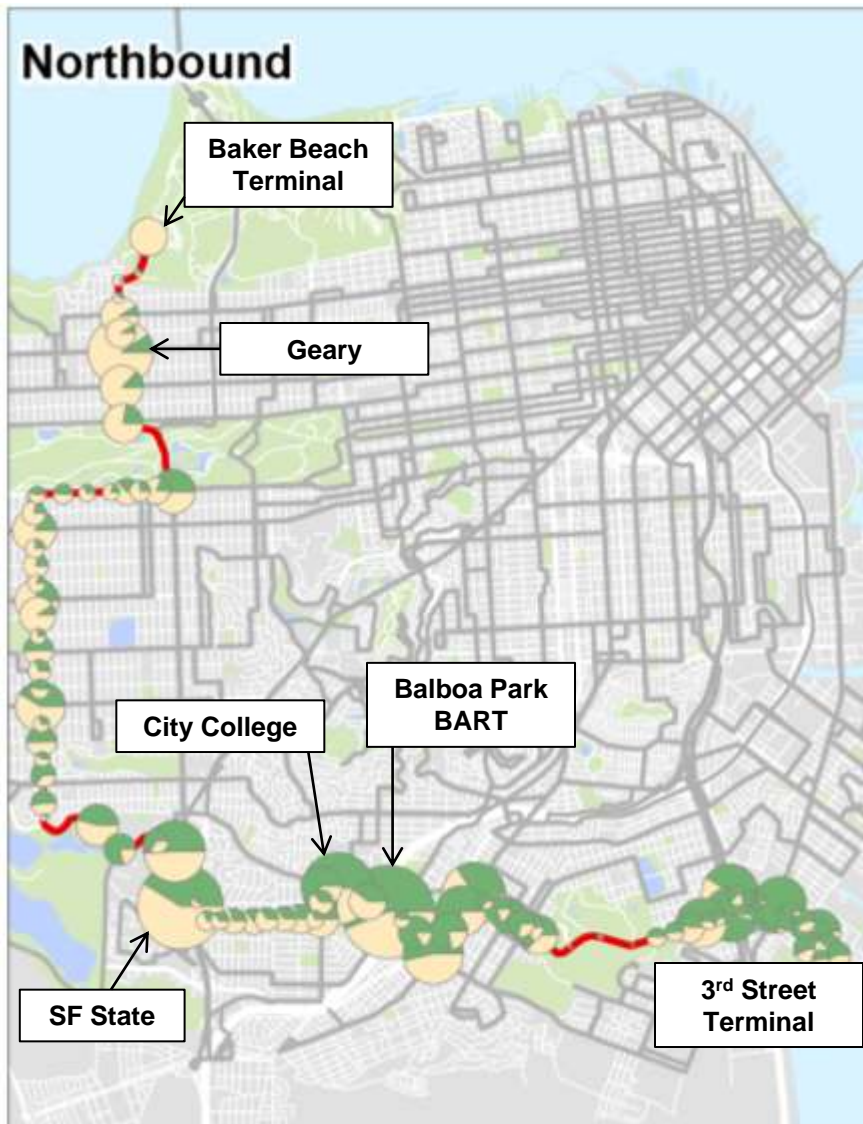 Northbound
Baker Beach
Terminal
Geary
Balboa Park
BART
City College
SF State
3rd Street
Terminal